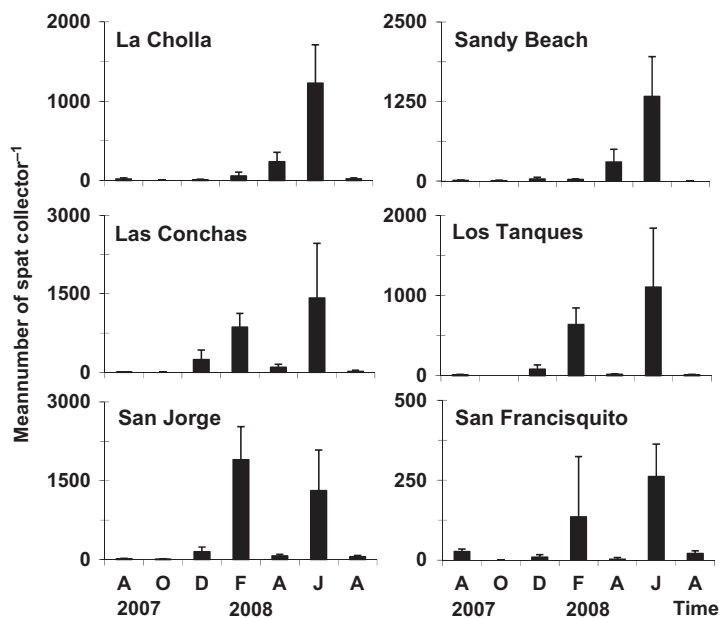 Meannumber of spat collector⁻¹
La Cholla
2000
1000
0
Sandy Beach
2500
1250
0
Las Conchas
3000
1500
0
Los Tanques
2000
1000
0
San Jorge
3000
1500
0
San Francisquito
500
250
0
A O D F A J A
2007 2008
A O D F A J A
2007 2008 Time